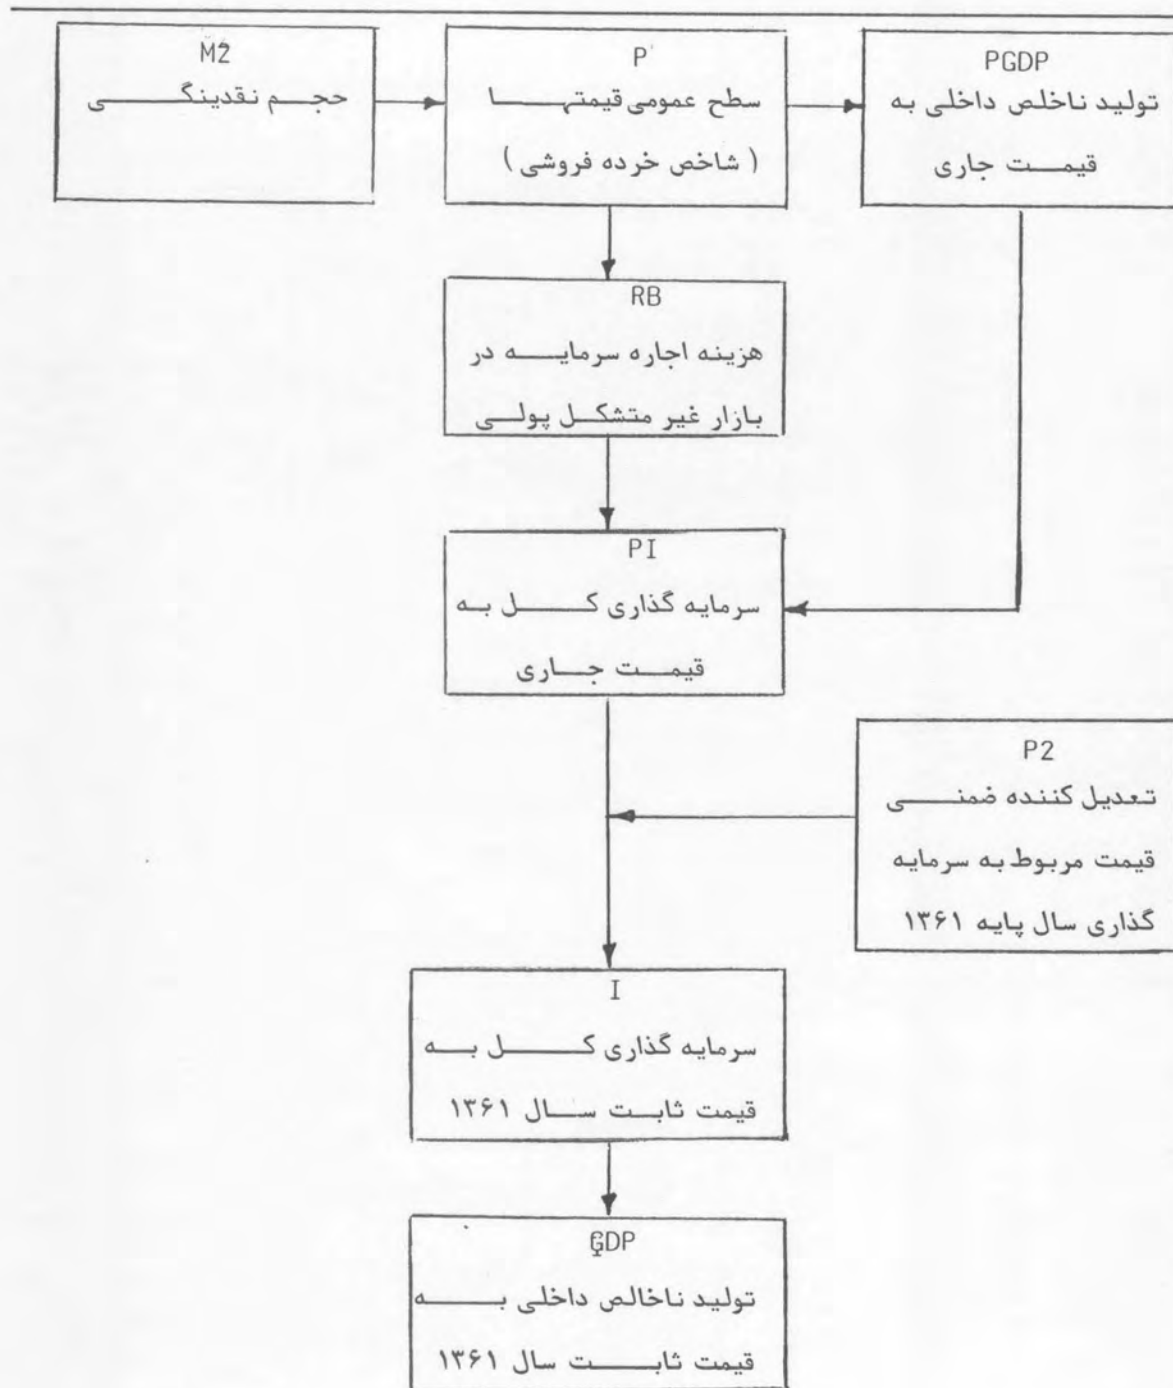 M2
حجم نقدینگی
P
سطح عمومی قیمتها
( شاخص خرده فروشی )
PGDP
تولید ناخلص داخلی به
قیمت جاری
RB
هزینه اجاره سرمایه در
بازار غیر متشکل پولی
PI
سرمایه گذاری کل به
قیمت جاری
P2
تعدیل کننده ضمنی
قیمت مربوط به سرمایه
گذاری سال پایه ۱۳۶۱
I
سرمایه گذاری کل به
قیمت ثابت سال ۱۳۶۱
GDP
تولید ناخالص داخلی به
قیمت ثابت سال ۱۳۶۱